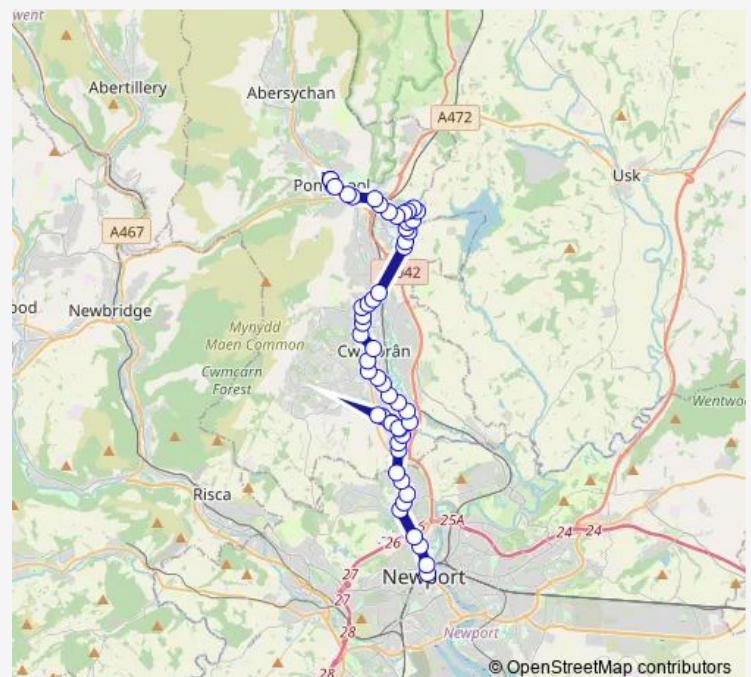 went
Abertillery
Abersychan
A472
Usk
A467
Newbridge
Mynydd
Maen Common
Cwmcarn
Forest
Risca
25A
24
24
26
27
27
28
28
Newport
Newport
© OpenStreetMap contributors